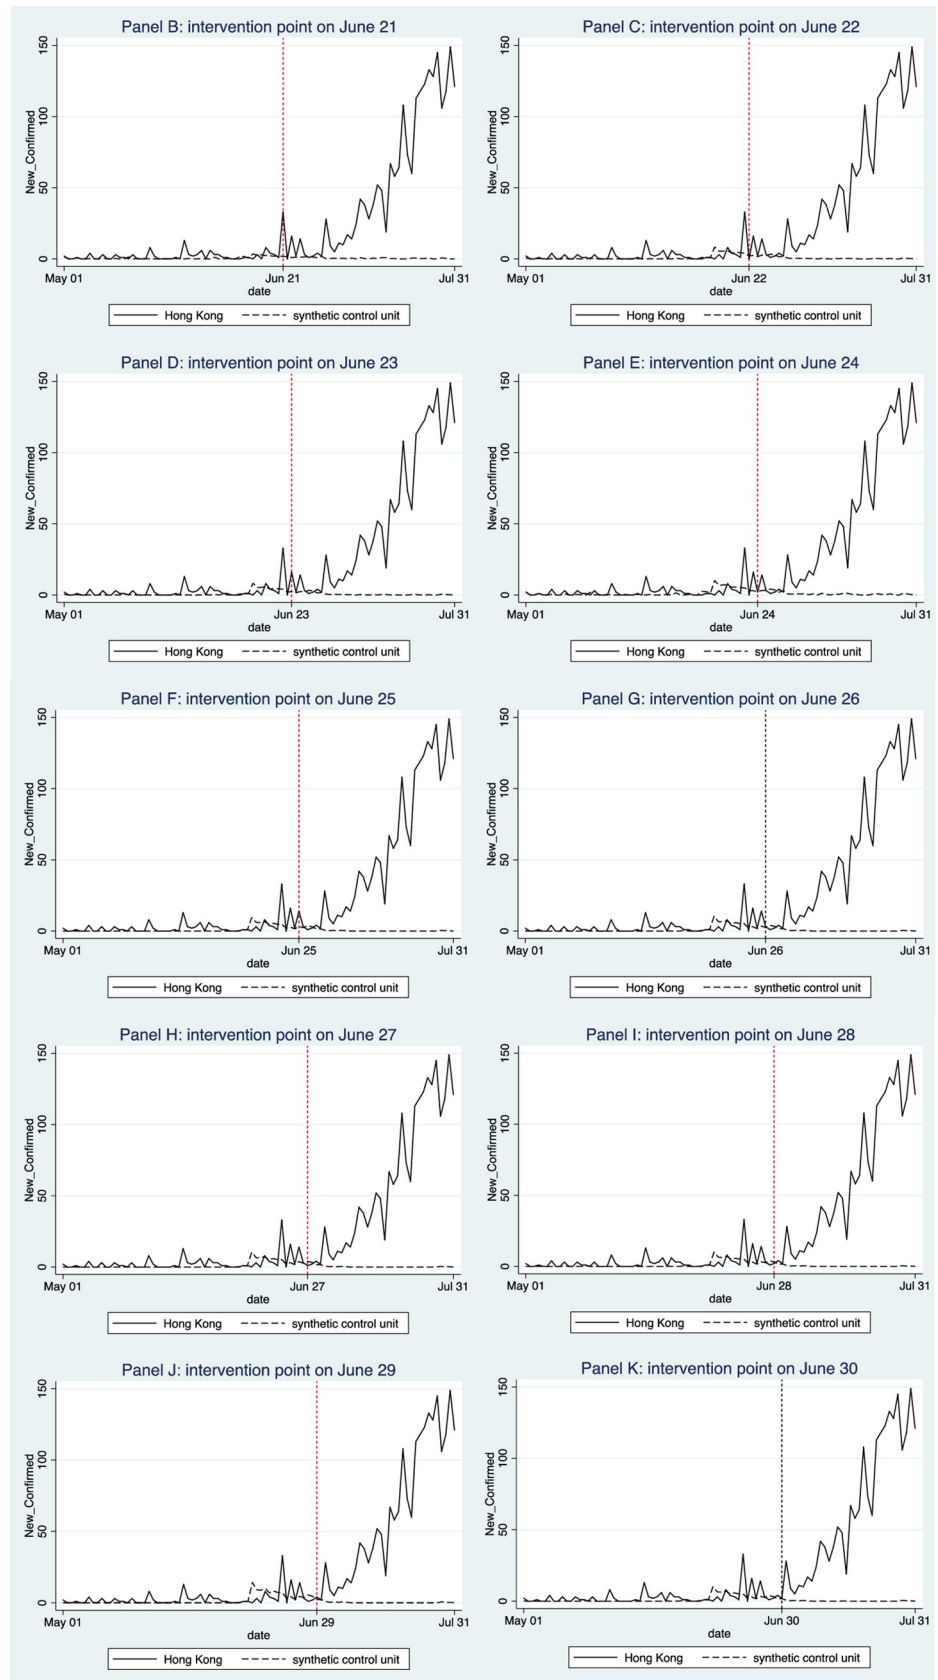 Panel B: intervention point on June 21
New_Confirmed
150
100
50
0
May 01 Jun 21 Jul 31
date
Hong Kong synthetic control unit
Panel C: intervention point on June 22
New_Confirmed
150
100
50
0
May 01 Jun 22 Jul 31
date
Hong Kong synthetic control unit
Panel D: intervention point on June 23
New_Confirmed
150
100
50
0
May 01 Jun 23 Jul 31
date
Hong Kong synthetic control unit
Panel E: intervention point on June 24
New_Confirmed
150
100
50
0
May 01 Jun 24 Jul 31
date
Hong Kong synthetic control unit
Panel F: intervention point on June 25
New_Confirmed
150
100
50
0
May 01 Jun 25 Jul 31
date
Hong Kong synthetic control unit
Panel G: intervention point on June 26
New_Confirmed
150
100
50
0
May 01 Jun 26 Jul 31
date
Hong Kong synthetic control unit
Panel H: intervention point on June 27
New_Confirmed
150
100
50
0
May 01 Jun 27 Jul 31
date
Hong Kong synthetic control unit
Panel I: intervention point on June 28
New_Confirmed
150
100
50
0
May 01 Jun 28 Jul 31
date
Hong Kong synthetic control unit
Panel J: intervention point on June 29
New_Confirmed
150
100
50
0
May 01 Jun 29 Jul 31
date
Hong Kong synthetic control unit
Panel K: intervention point on June 30
New_Confirmed
150
100
50
0
May 01 Jun 30 Jul 31
date
Hong Kong synthetic control unit